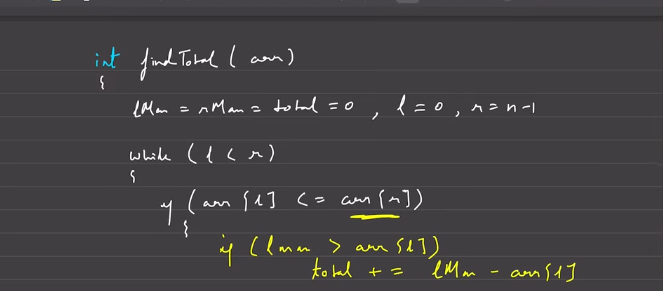 int findTotal ( arr )
{
lMax = rMax = total = 0 , l = 0 , r = n - 1
while ( l < r )
{
if ( arr [l] <= arr [r] )
{
if ( lmax > arr [l] )
total + = lMax - arr [l]